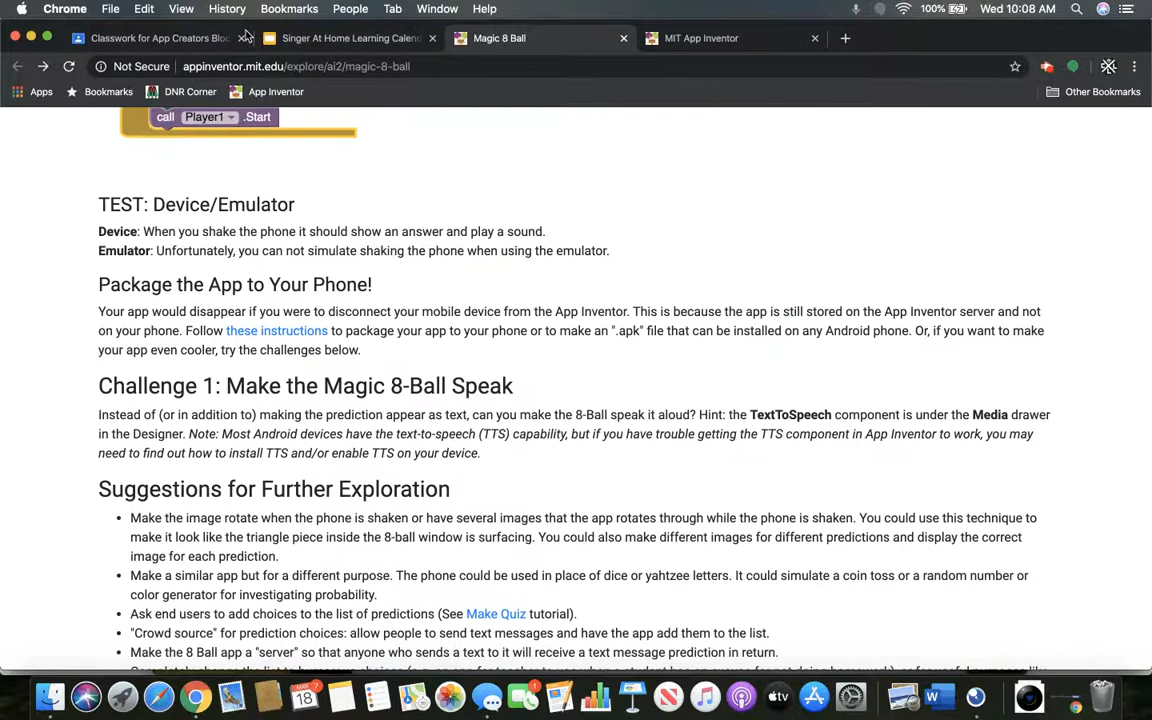 Chrome File Edit View History Bookmarks People Tab Window Help 100% Wed 10:08 AM
Classwork for App Creators Bloc Singer At Home Learning Calend Magic 8 Ball MIT App Inventor
Not Secure appinventor.mit.edu/explore/ai2/magic-8-ball
Apps Bookmarks DNR Corner App Inventor Other Bookmarks
call Player1 .Start
TEST: Device/Emulator
Device: When you shake the phone it should show an answer and play a sound.
Emulator: Unfortunately, you can not simulate shaking the phone when using the emulator.
Package the App to Your Phone!
Your app would disappear if you were to disconnect your mobile device from the App Inventor. This is because the app is still stored on the App Inventor server and not
on your phone. Follow these instructions to package your app to your phone or to make an ".apk" file that can be installed on any Android phone. Or, if you want to make
your app even cooler, try the challenges below.
Challenge 1: Make the Magic 8-Ball Speak
Instead of (or in addition to) making the prediction appear as text, can you make the 8-Ball speak it aloud? Hint: the TextToSpeech component is under the Media drawer
in the Designer. Note: Most Android devices have the text-to-speech (TTS) capability, but if you have trouble getting the TTS component in App Inventor to work, you may
need to find out how to install TTS and/or enable TTS on your device.
Suggestions for Further Exploration
• Make the image rotate when the phone is shaken or have several images that the app rotates through while the phone is shaken. You could use this technique to
make it look like the triangle piece inside the 8-ball window is surfacing. You could also make different images for different predictions and display the correct
image for each prediction.
• Make a similar app but for a different purpose. The phone could be used in place of dice or yahtzee letters. It could simulate a coin toss or a random number or
color generator for investigating probability.
• Ask end users to add choices to the list of predictions (See Make Quiz tutorial).
• "Crowd source" for prediction choices: allow people to send text messages and have the app add them to the list.
• Make the 8 Ball app a "server" so that anyone who sends a text to it will receive a text message prediction in return.
18
tv